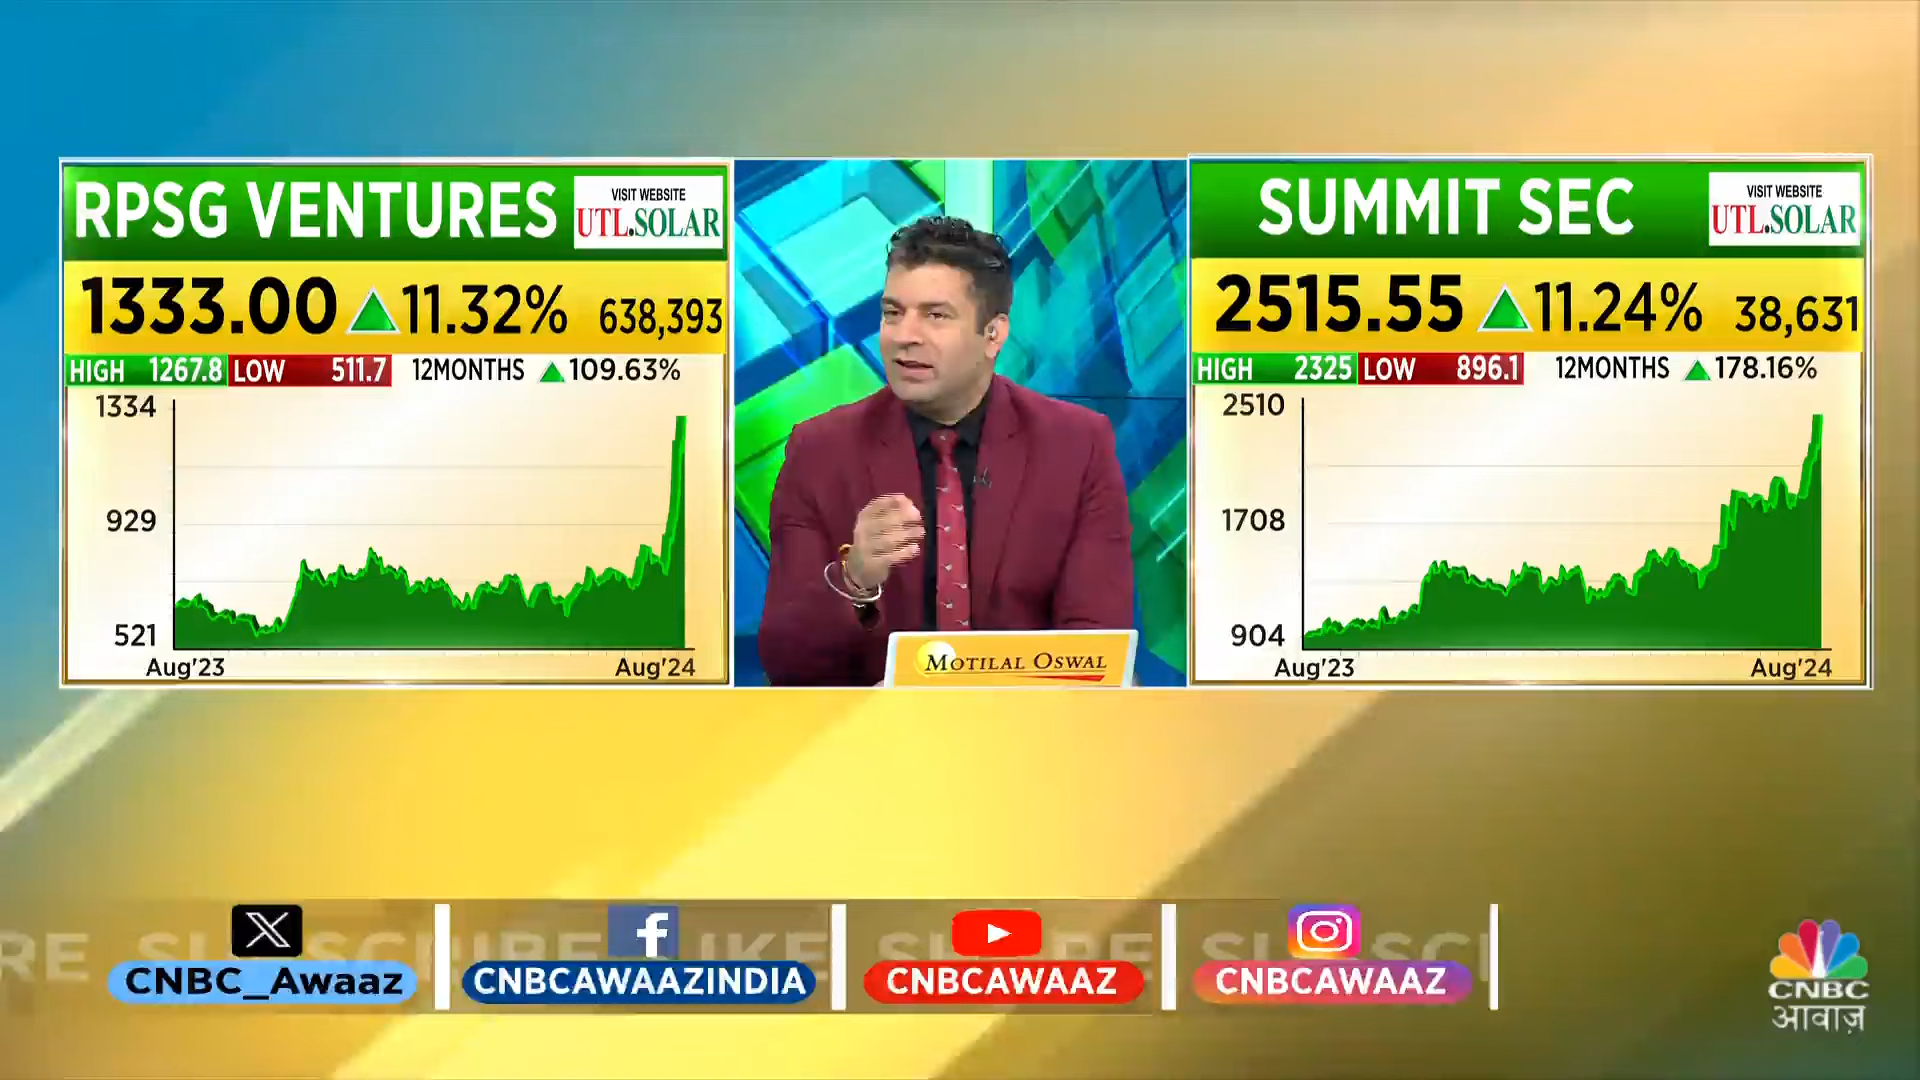 RPSG VENTURES
VISIT WEBSITE
UTL.SOLAR
1333.00 ▲ 11.32% 638,393
HIGH 1267.8 LOW 511.7 12MONTHS ▲ 109.63%
1334
929
521
Aug'23 Aug'24
MOTILAL OSWAL
SUMMIT SEC
VISIT WEBSITE
UTL.SOLAR
2515.55 ▲ 11.24% 38,631
HIGH 2325 LOW 896.1 12MONTHS ▲ 178.16%
2510
1708
904
Aug'23 Aug'24
CNBC_Awaaz
CNBCAWAAZINDIA
CNBCAWAAZ
CNBCAWAAZ
CNBC
आवाज़